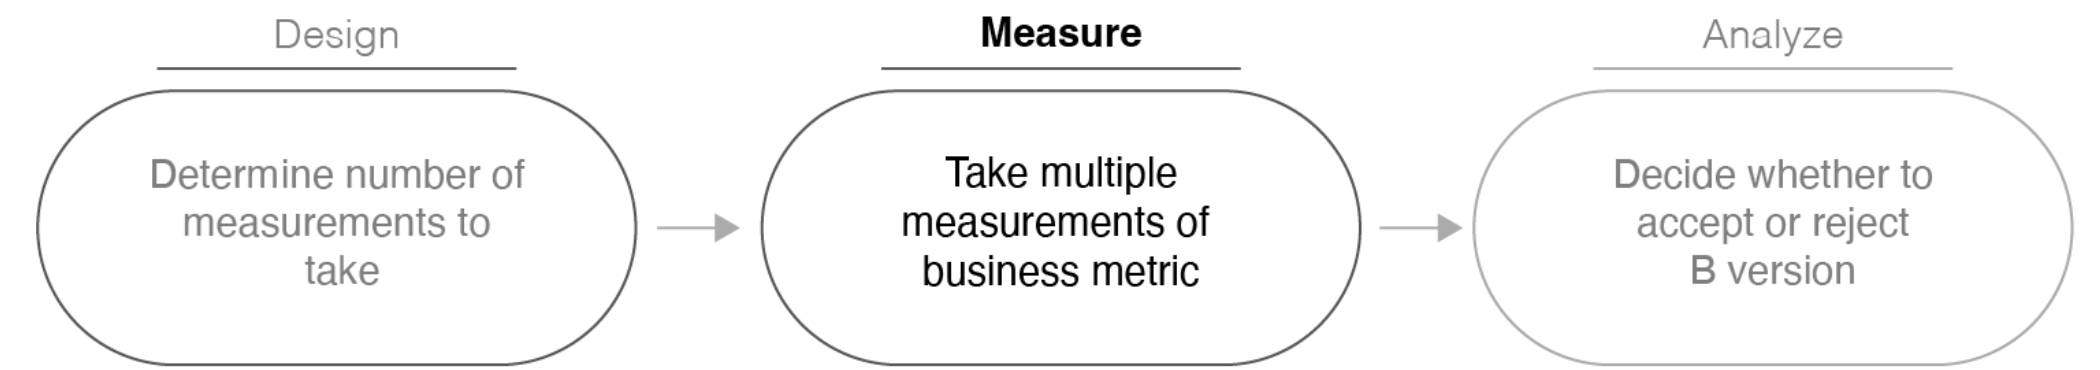 Design
Determine number of
measurements to
take
Measure
Take multiple
measurements of
business metric
Analyze
Decide whether to
accept or reject
B version